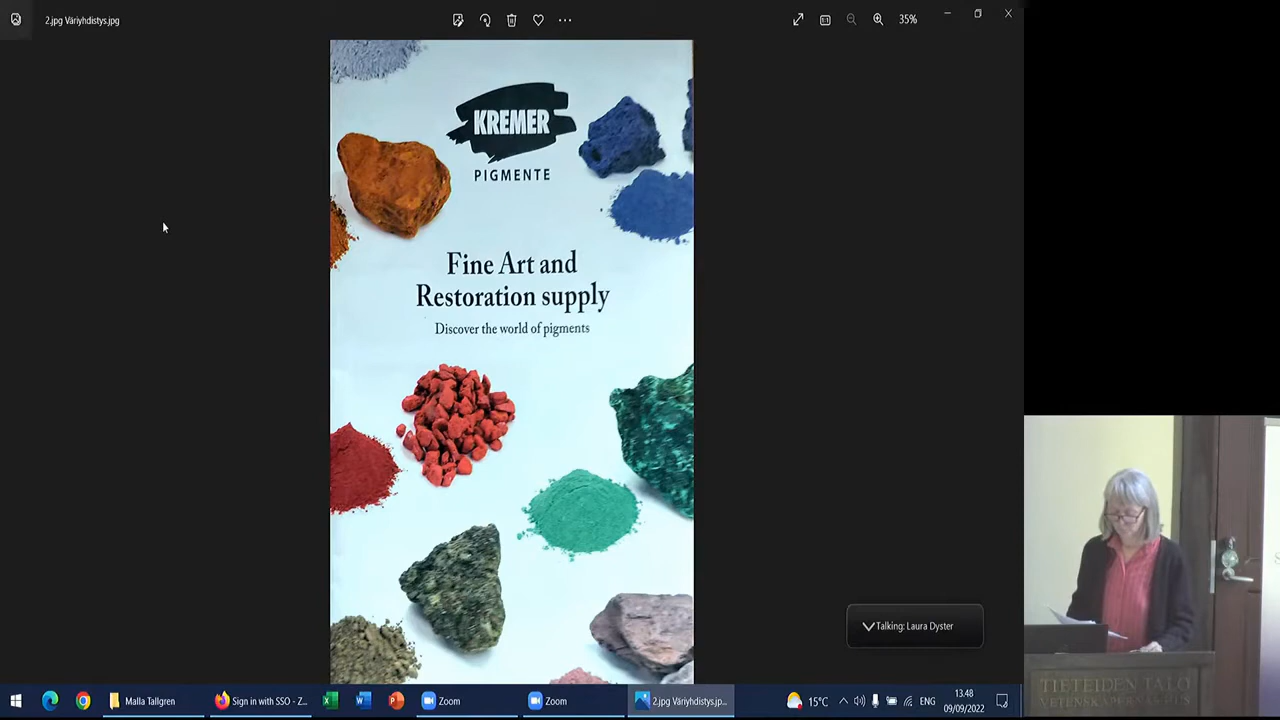 2.jpg Väriyhdistys.jpg
35%
KREMER
PIGMENTE
Fine Art and
Restoration supply
Discover the world of pigments
Talking: Laura Dyster
TIETEIDEN TALO
VETENSKAPERNAS HUS
Malla Tallgren
Sign in with SSO - Z...
Zoom
Zoom
2.jpg Väriyhdistys.jp...
15°C
ENG
13.48
09/09/2022